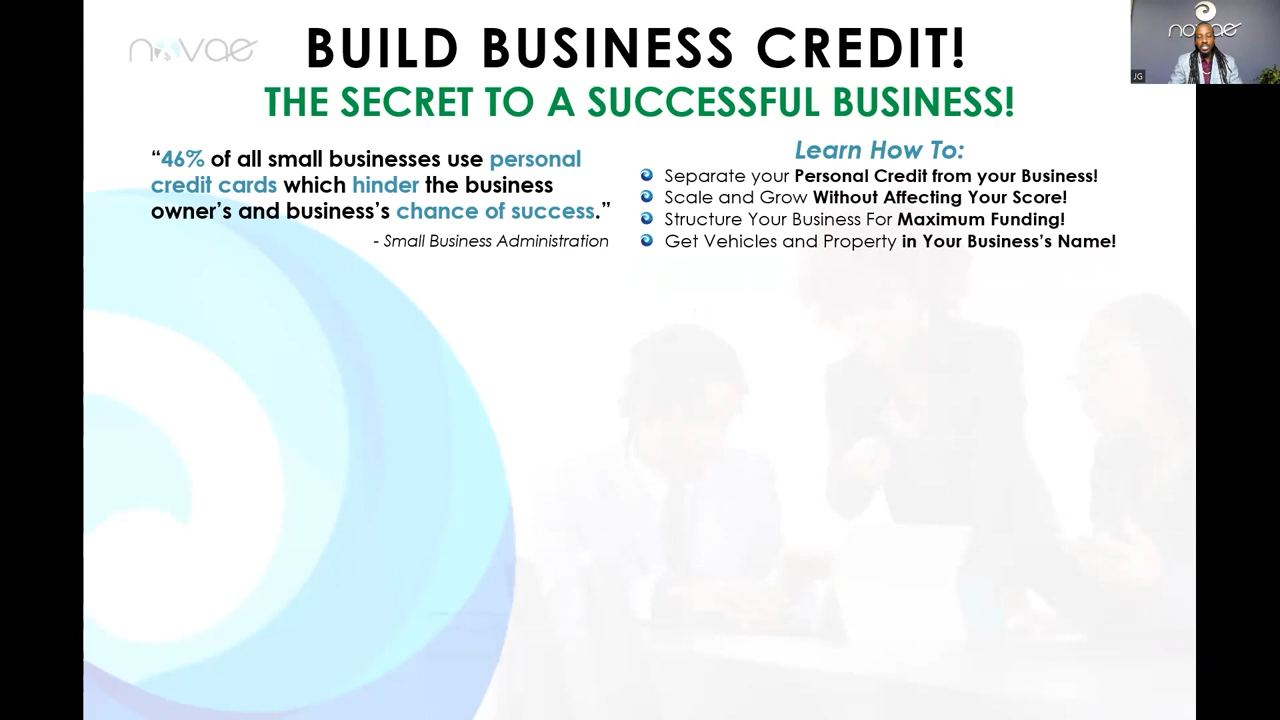 novae
BUILD BUSINESS CREDIT!
THE SECRET TO A SUCCESSFUL BUSINESS!
“46% of all small businesses use personal
credit cards which hinder the business
owner’s and business’s chance of success.”
- Small Business Administration
Learn How To:
Separate your Personal Credit from your Business!
Scale and Grow Without Affecting Your Score!
Structure Your Business For Maximum Funding!
Get Vehicles and Property in Your Business’s Name!
novae
JG